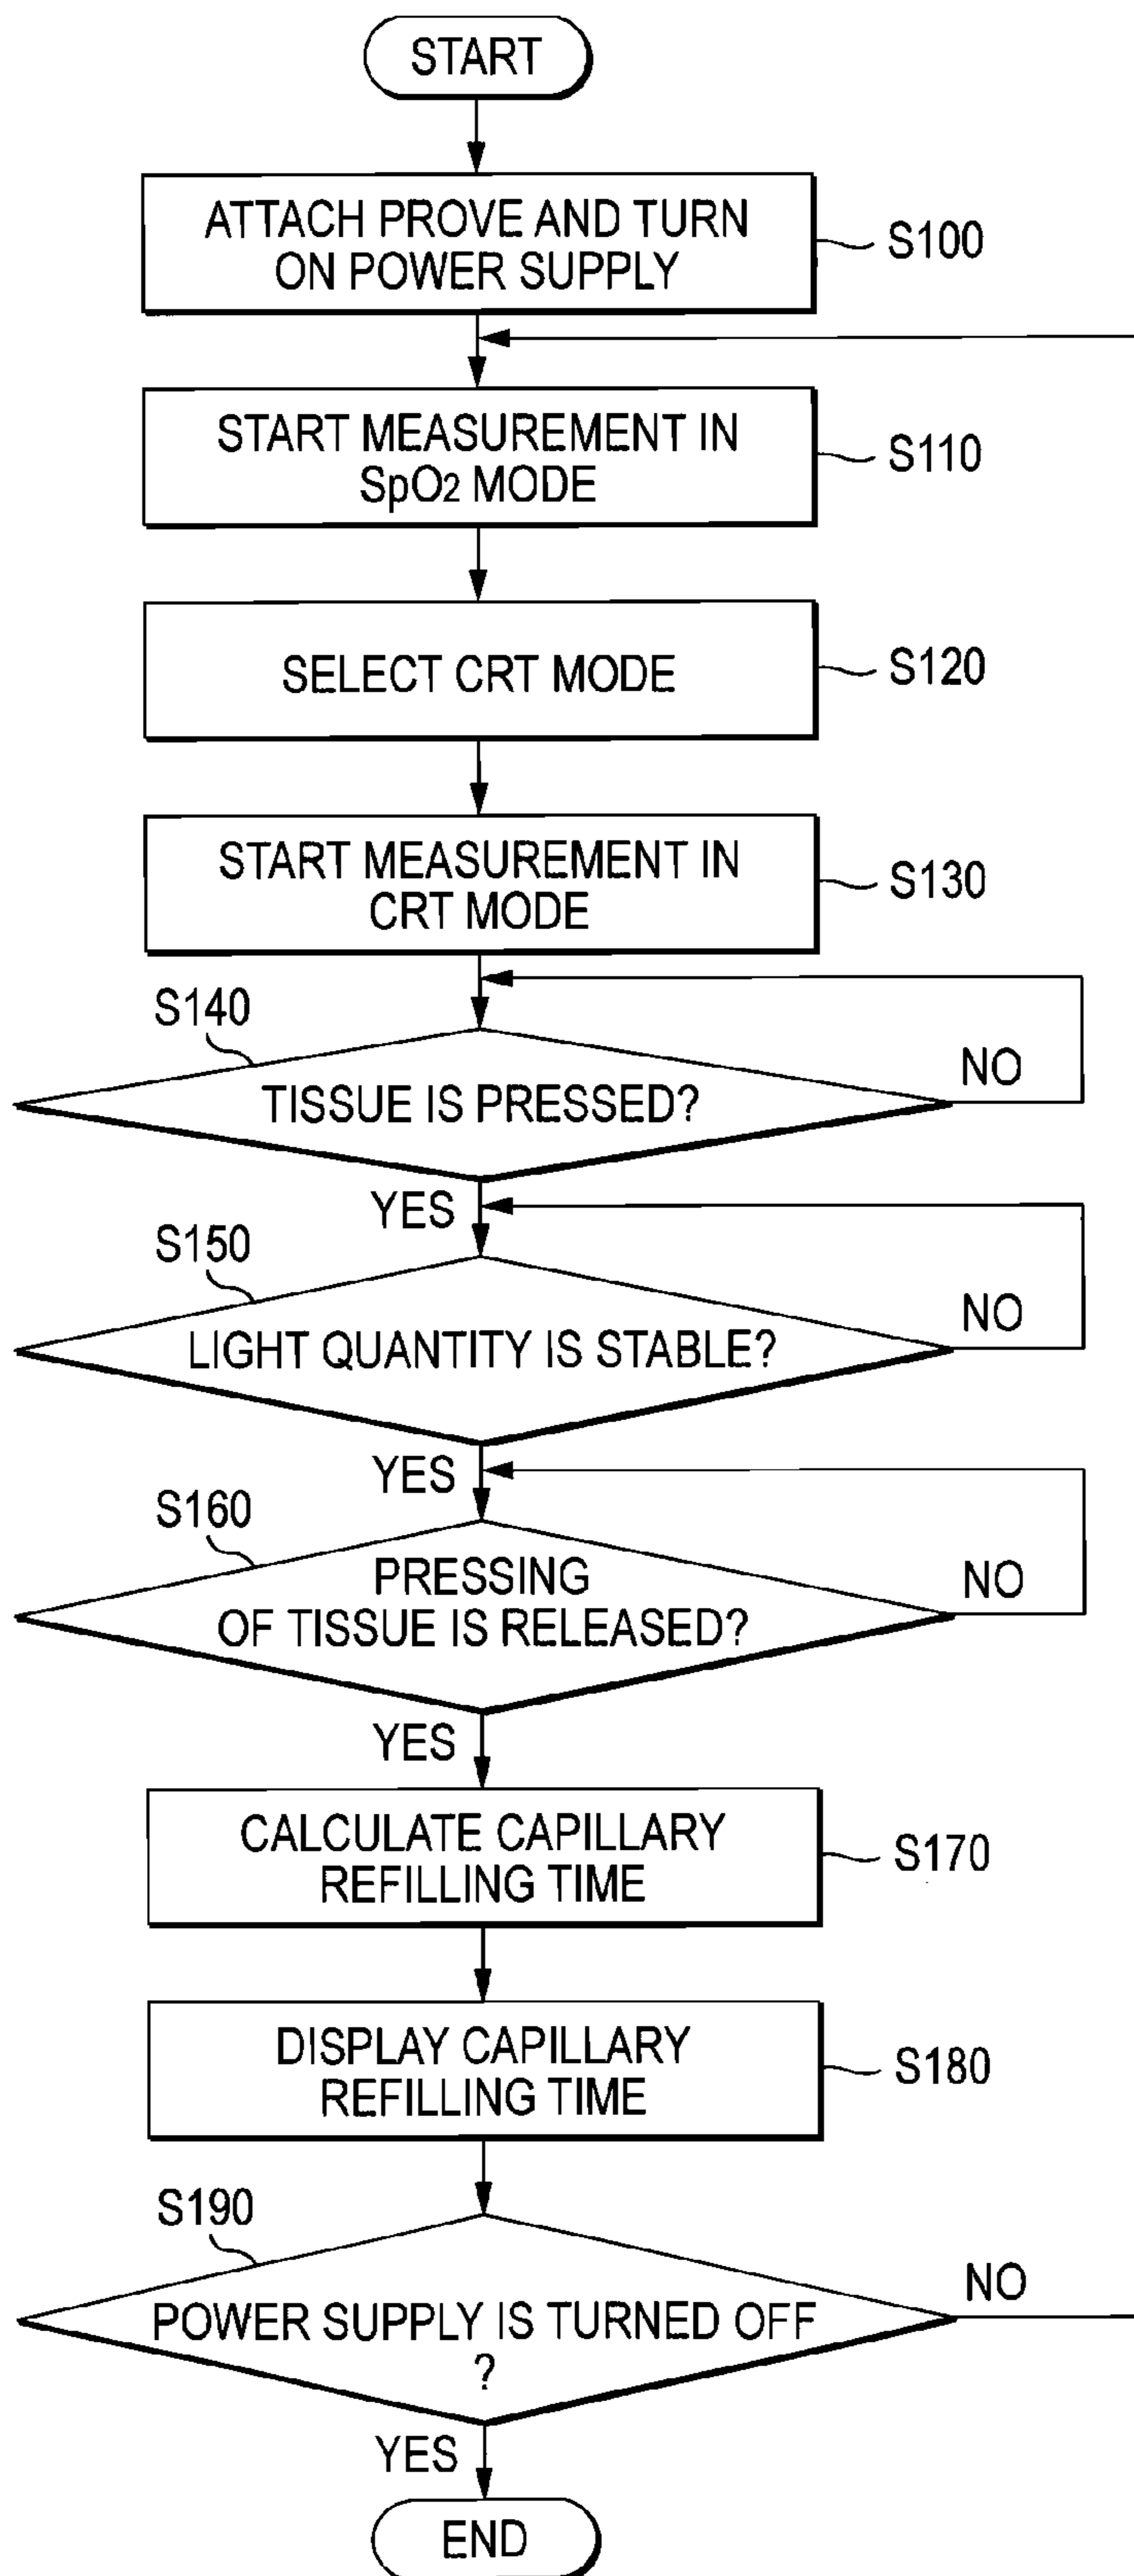 START
ATTACH PROVE AND TURN
ON POWER SUPPLY
S100
START MEASUREMENT IN
SpO2 MODE
S110
SELECT CRT MODE
S120
START MEASUREMENT IN
CRT MODE
S130
S140
TISSUE IS PRESSED?
NO
YES
S150
LIGHT QUANTITY IS STABLE?
NO
YES
S160
PRESSING
OF TISSUE IS RELEASED?
NO
YES
CALCULATE CAPILLARY
REFILLING TIME
S170
DISPLAY CAPILLARY
REFILLING TIME
S180
S190
POWER SUPPLY IS TURNED OFF
?
NO
YES
END